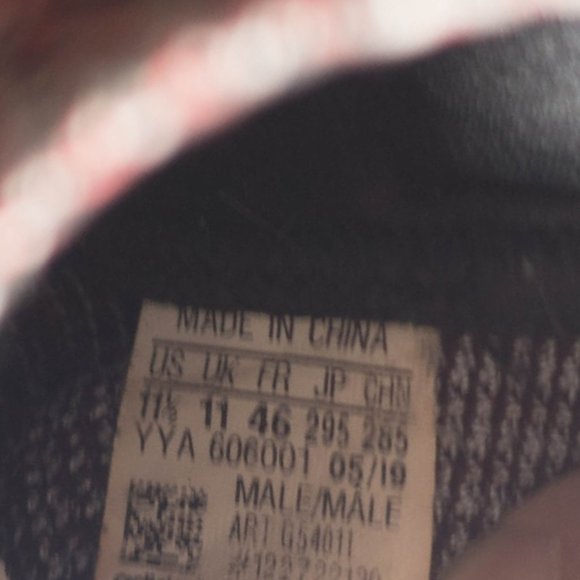 MADE IN CHINA
US UK FR JP CHN
11½ 11 46 295 285
YYA 606001 05/19
MALE/MALE
ART G54011